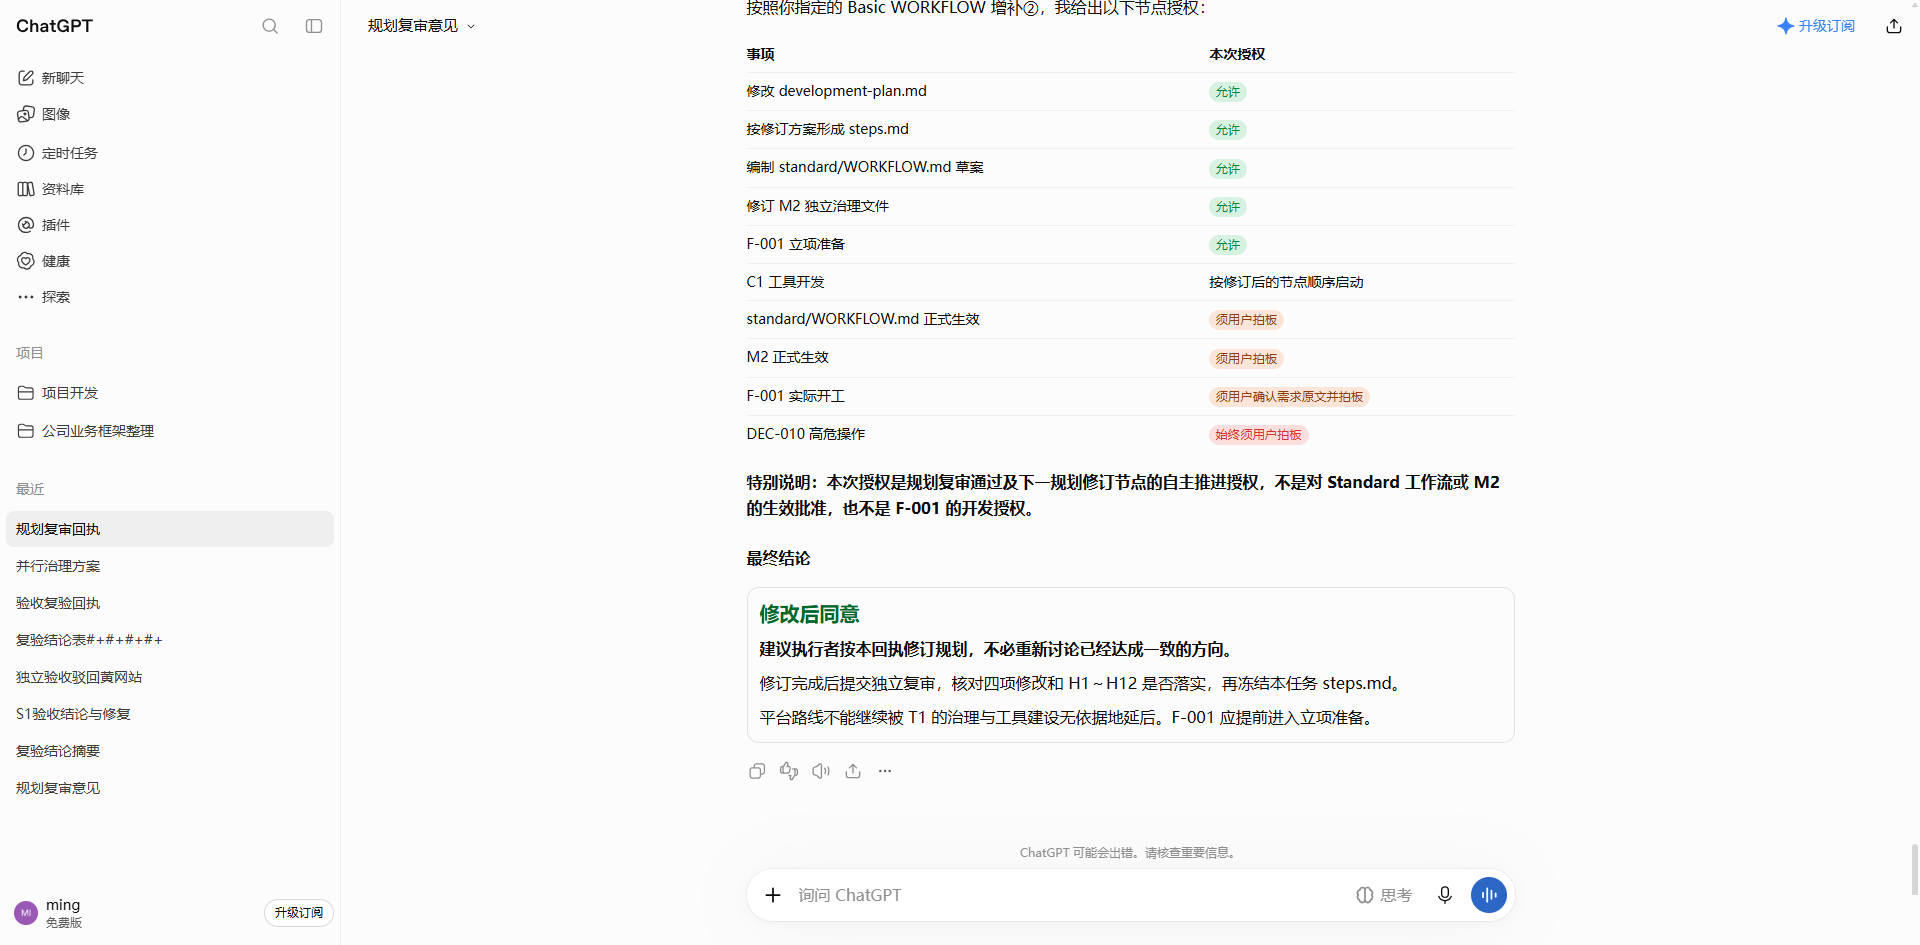 ChatGPT
新聊天
图像
定时任务
资料库
插件
健康
探索
项目
项目开发
公司业务框架整理
最近
规划复审回执
并行治理方案
验收复验回执
复验结论表#+#+#+#+
独立验收驳回黄网站
S1验收结论与修复
复验结论摘要
规划复审意见
MI
ming
免费版
升级订阅
规划复审意见
升级订阅
按照你指定的 Basic WORKFLOW 增补②，我给出以下节点授权：
事项 本次授权
修改 development-plan.md 允许
按修订方案形成 steps.md 允许
编制 standard/WORKFLOW.md 草案 允许
修订 M2 独立治理文件 允许
F-001 立项准备 允许
C1 工具开发 按修订后的节点顺序启动
standard/WORKFLOW.md 正式生效 须用户拍板
M2 正式生效 须用户拍板
F-001 实际开工 须用户确认需求原文并拍板
DEC-010 高危操作 始终须用户拍板
特别说明：本次授权是规划复审通过及下一规划修订节点的自主推进授权，不是对 Standard 工作流或 M2
的生效批准，也不是 F-001 的开发授权。
最终结论
修改后同意
建议执行者按本回执修订规划，不必重新讨论已经达成一致的方向。
修订完成后提交独立复审，核对四项修改和 H1～H12 是否落实，再冻结本任务 steps.md。
平台路线不能继续被 T1 的治理与工具建设无依据地延后。F-001 应提前进入立项准备。
ChatGPT 可能会出错。请核查重要信息。
询问 ChatGPT
思考